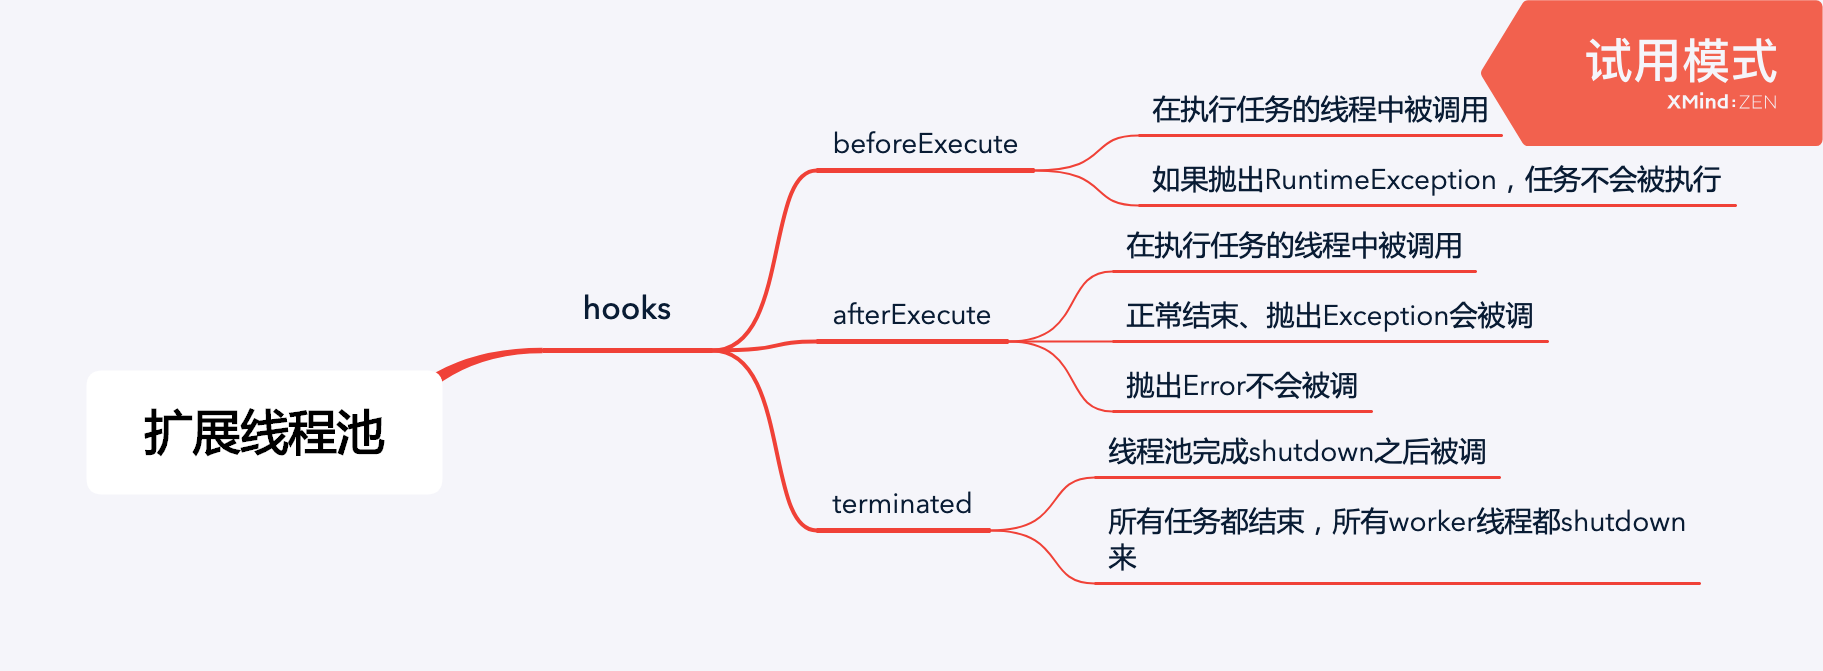 试用模式
XMind:ZEN
扩展线程池
hooks
beforeExecute
在执行任务的线程中被调用
如果抛出RuntimeException，任务不会被执行
afterExecute
在执行任务的线程中被调用
正常结束、抛出Exception会被调
抛出Error不会被调
terminated
线程池完成shutdown之后被调
所有任务都结束，所有worker线程都shutdown
来